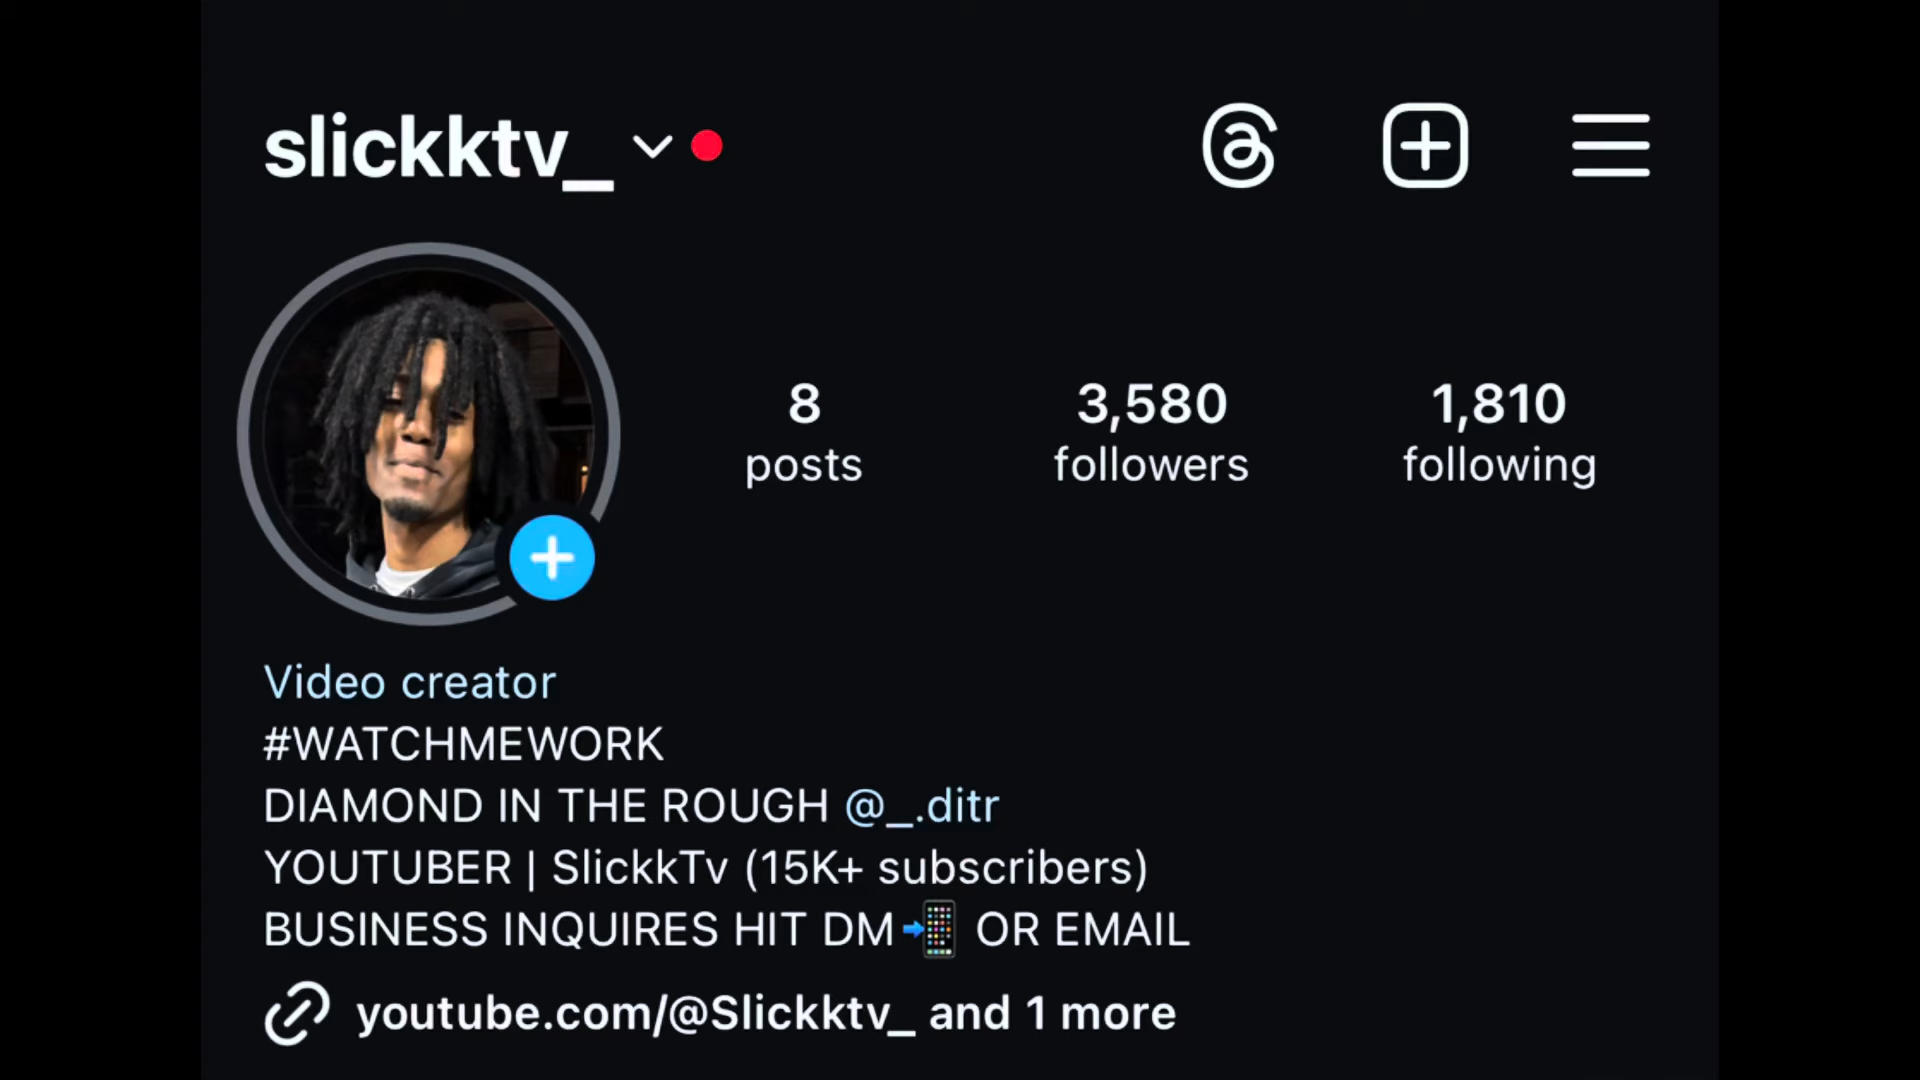 slickktv_
8
posts
3,580
followers
1,810
following
Video creator
#WATCHMEWORK
DIAMOND IN THE ROUGH @_.ditr
YOUTUBER | SlickkTv (15K+ subscribers)
BUSINESS INQUIRES HIT DM📲 OR EMAIL
youtube.com/@Slickktv_ and 1 more